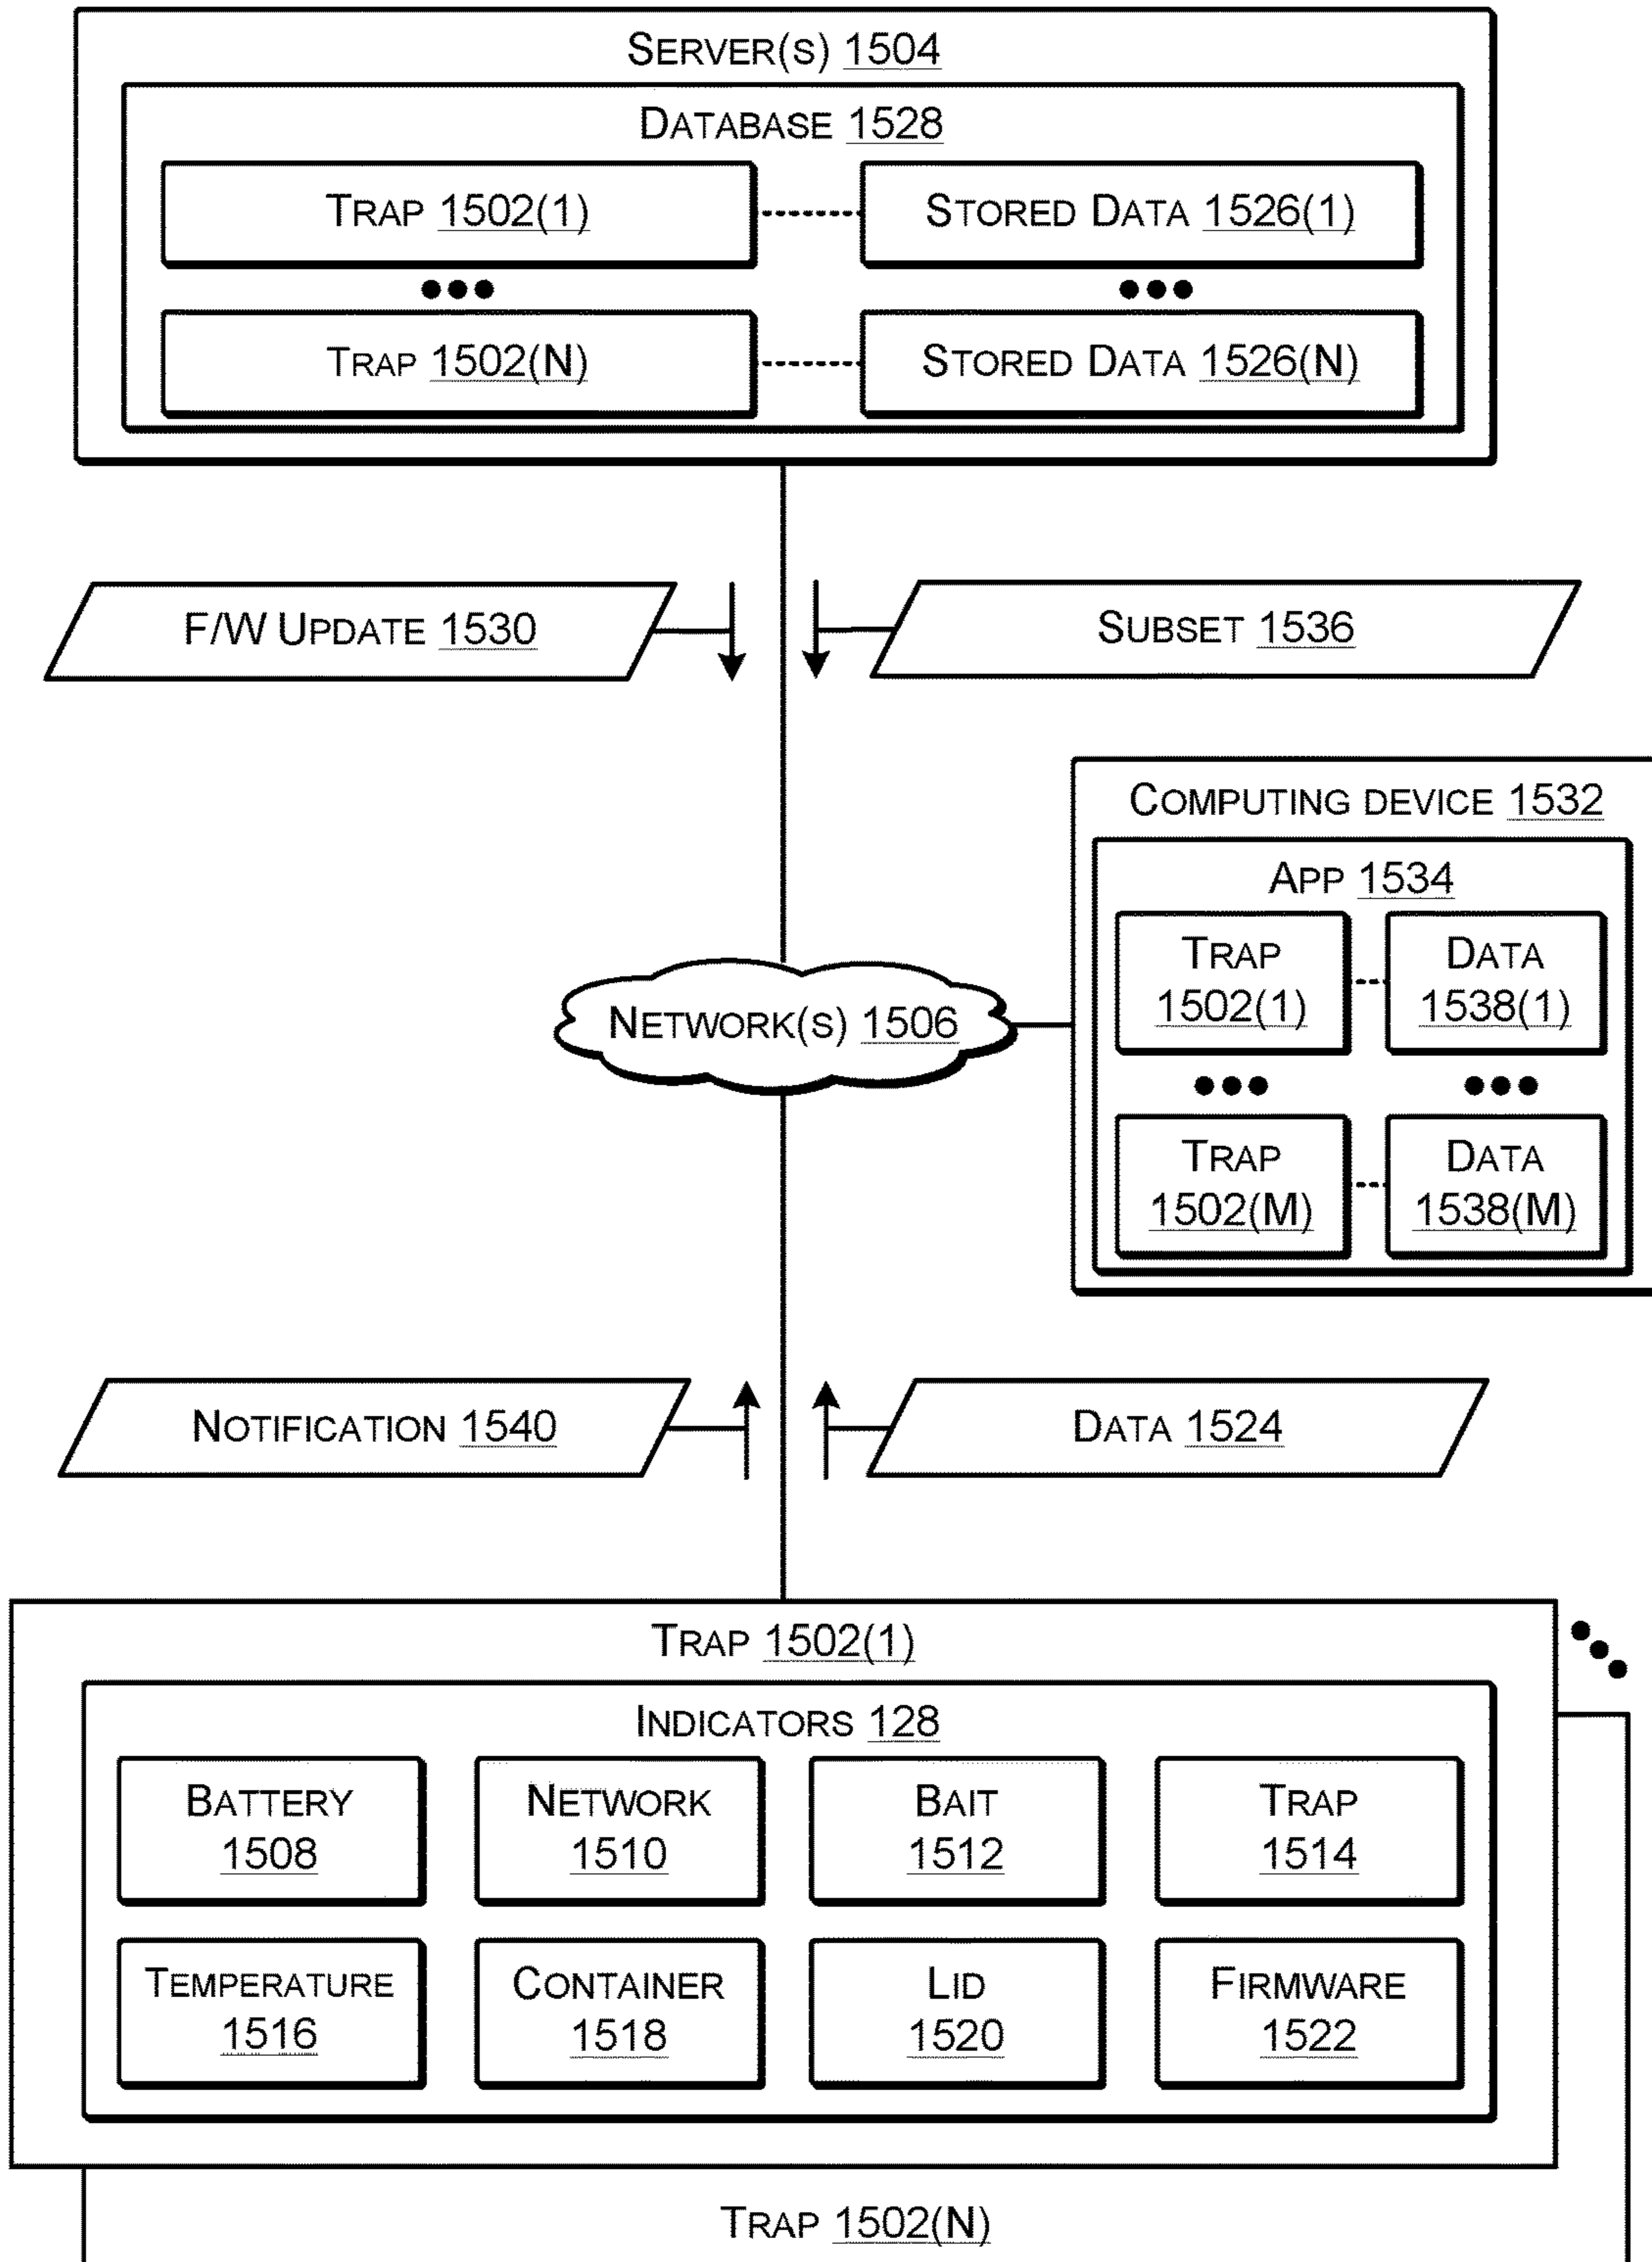 SERVER(S) 1504
DATABASE 1528
TRAP 1502(1)
STORED DATA 1526(1)
TRAP 1502(N)
STORED DATA 1526(N)
F/W UPDATE 1530
SUBSET 1536
COMPUTING DEVICE 1532
APP 1534
TRAP
1502(1)
DATA
1538(1)
NETWORK(S) 1506
TRAP
1502(M)
DATA
1538(M)
NOTIFICATION 1540
DATA 1524
TRAP 1502(1)
INDICATORS 128
BATTERY
1508
NETWORK
1510
BAIT
1512
TRAP
1514
TEMPERATURE
1516
CONTAINER
1518
LID
1520
FIRMWARE
1522
TRAP 1502(N)